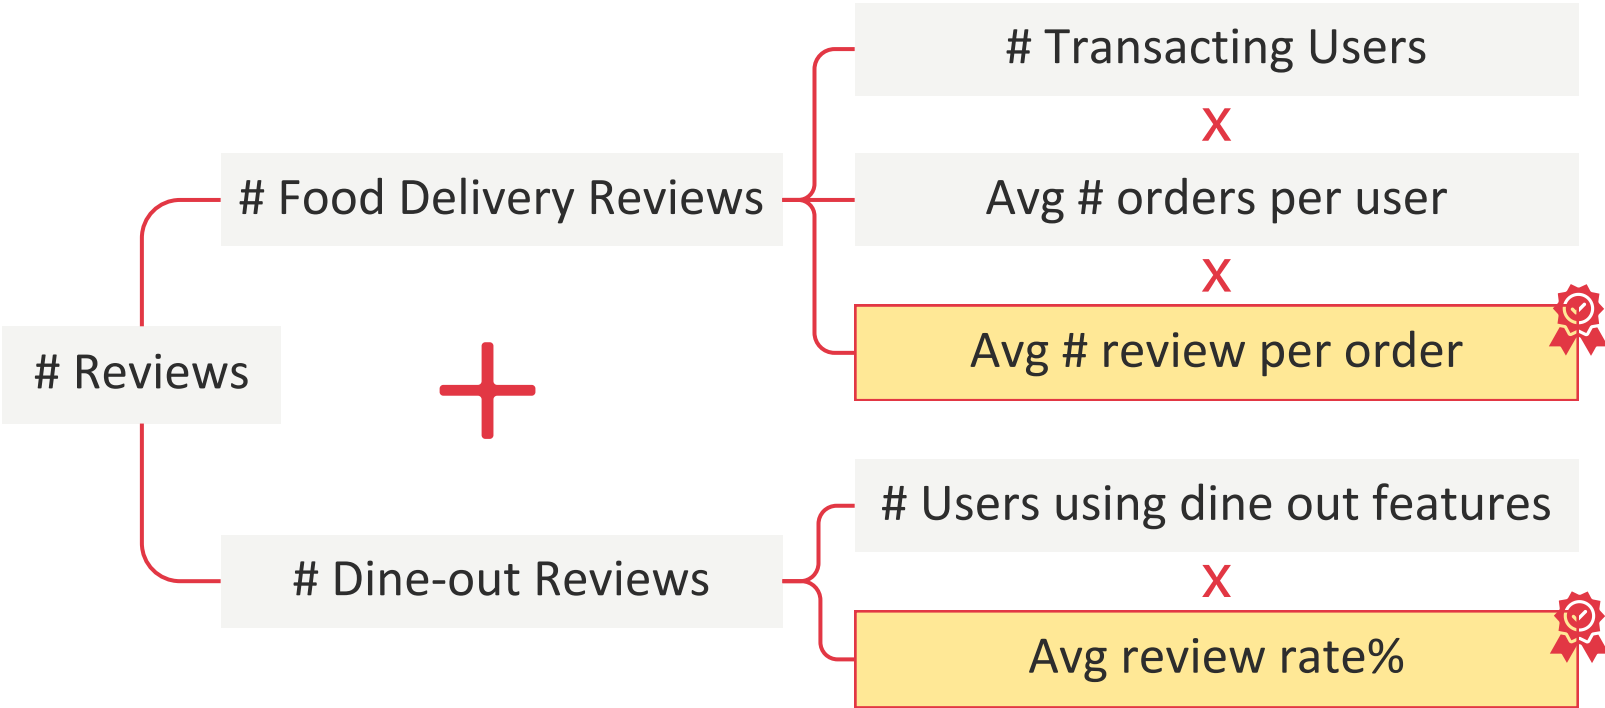 # Transacting Users
x
# Food Delivery Reviews
Avg # orders per user
x
Avg # review per order
# Reviews
+
# Users using dine out features
# Dine-out Reviews
x
Avg review rate%